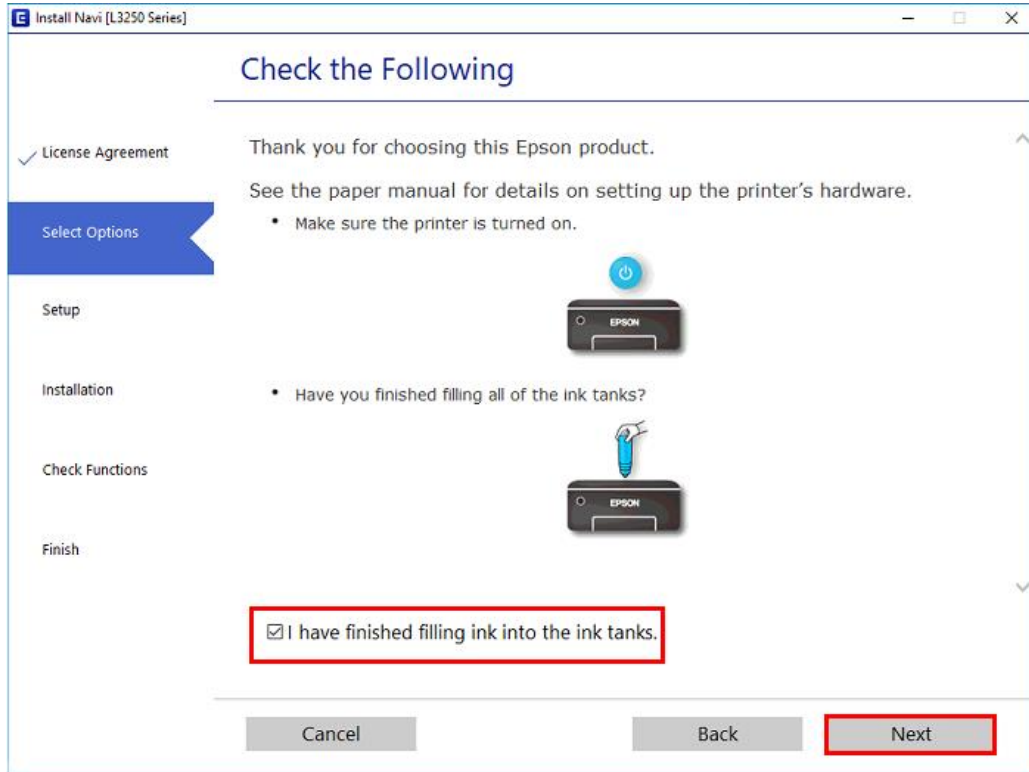 Install Navi [L3250 Series]
Check the Following
License Agreement
Select Options
Setup
Installation
Check Functions
Finish
Thank you for choosing this Epson product.
See the paper manual for details on setting up the printer's hardware.
• Make sure the printer is turned on.
EPSON
• Have you finished filling all of the ink tanks?
EPSON
I have finished filling ink into the ink tanks.
Cancel
Back
Next